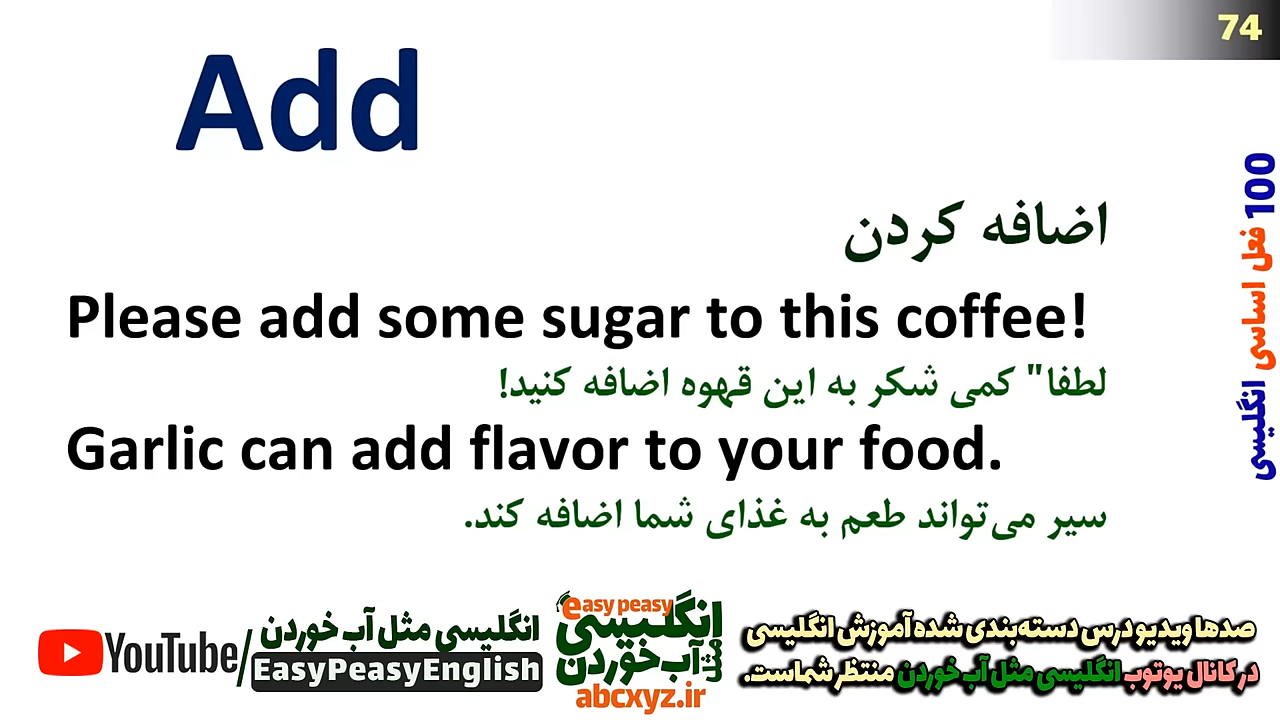 74
Add
اضافه کردن
Please add some sugar to this coffee!
لطفا" کمی شکر به این قهوه اضافه کنید!
Garlic can add flavor to your food.
سیر می‌تواند طعم به غذای شما اضافه کند.
100 فعل اساسی انگلیسی
YouTube/
انگلیسی مثل آب خوردن
EasyPeasyEnglish
easy peasy
انگلیسی
مثل آب خوردن
abcxyz.ir
صدها ویدیو درس دسته‌بندی شده آموزش انگلیسی
در کانال یوتوب انگلیسی مثل آب خوردن منتظر شماست.